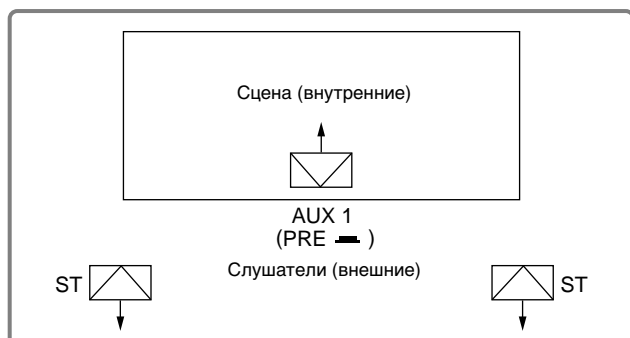 Сцена (внутренние)
AUX 1
(PRE )
Слушатели (внешние)
ST
ST